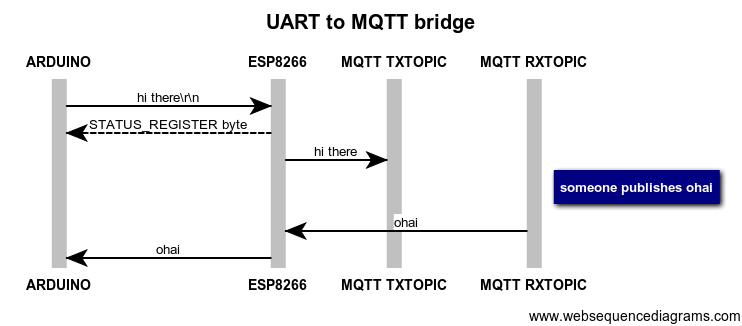 UART to MQTT bridge
ARDUINO ESP8266 MQTT TXTOPIC MQTT RXTOPIC
hi there\r\n
STATUS_REGISTER byte
hi there
someone publishes ohai
ohai
ohai
ARDUINO ESP8266 MQTT TXTOPIC MQTT RXTOPIC
www.websequencediagrams.com